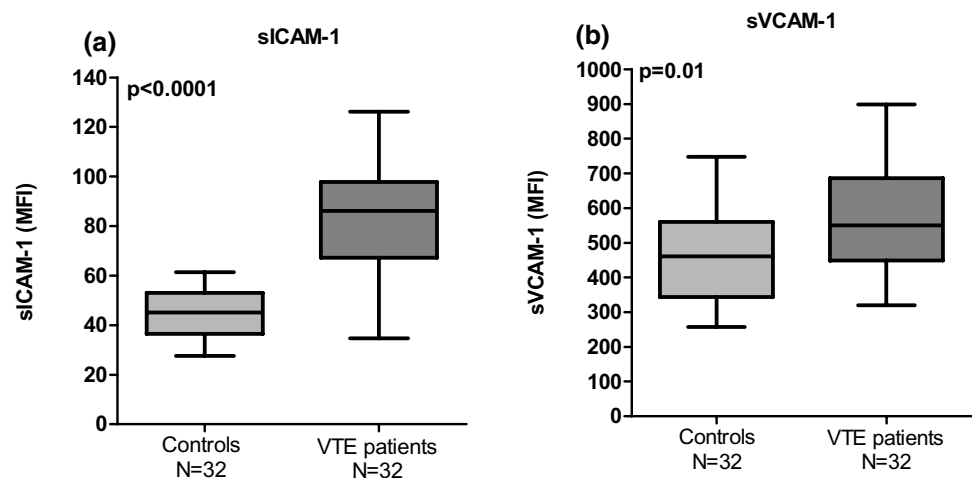 (a)
sICAM-1
p<0.0001
sICAM-1 (MFI)
140
120
100
80
60
40
20
0
Controls
N=32
VTE patients
N=32
(b)
sVCAM-1
p=0.01
sVCAM-1 (MFI)
1000
900
800
700
600
500
400
300
200
100
0
Controls
N=32
VTE patients
N=32